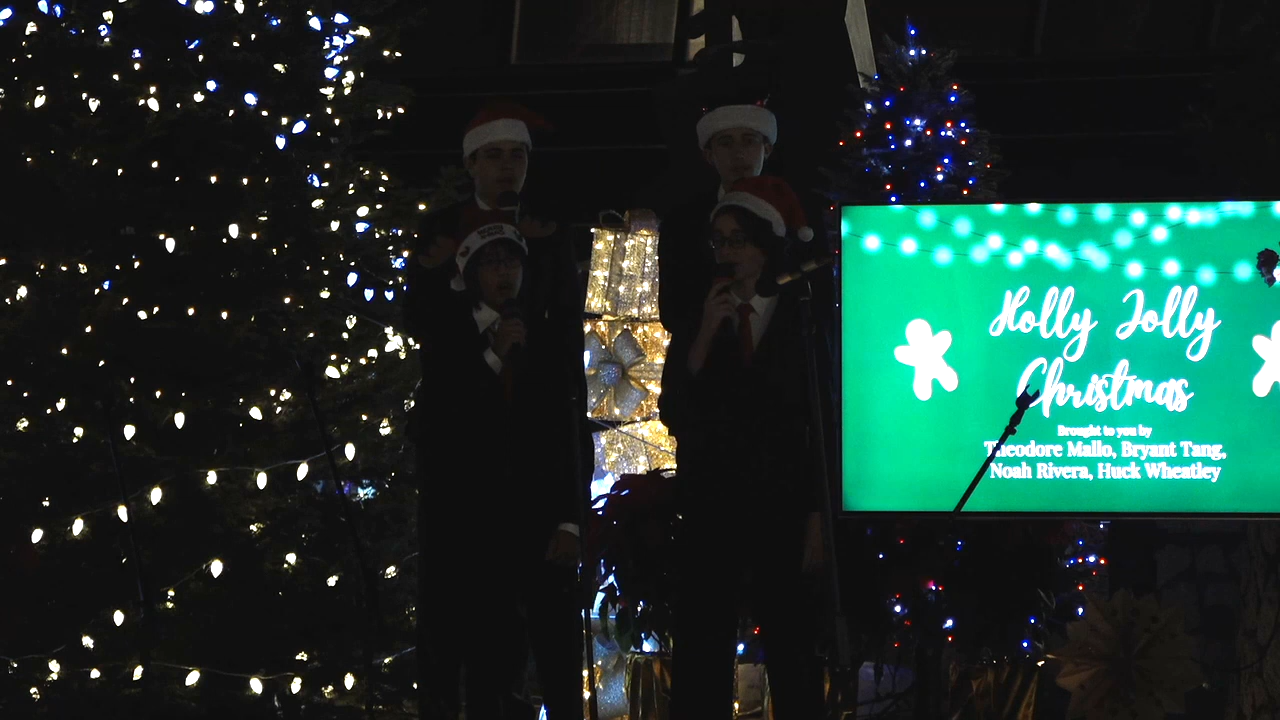 Holly Jolly
Christmas
Brought to you by
Theodore Mallo, Bryant Tang,
Noah Rivera, Huck Wheatley